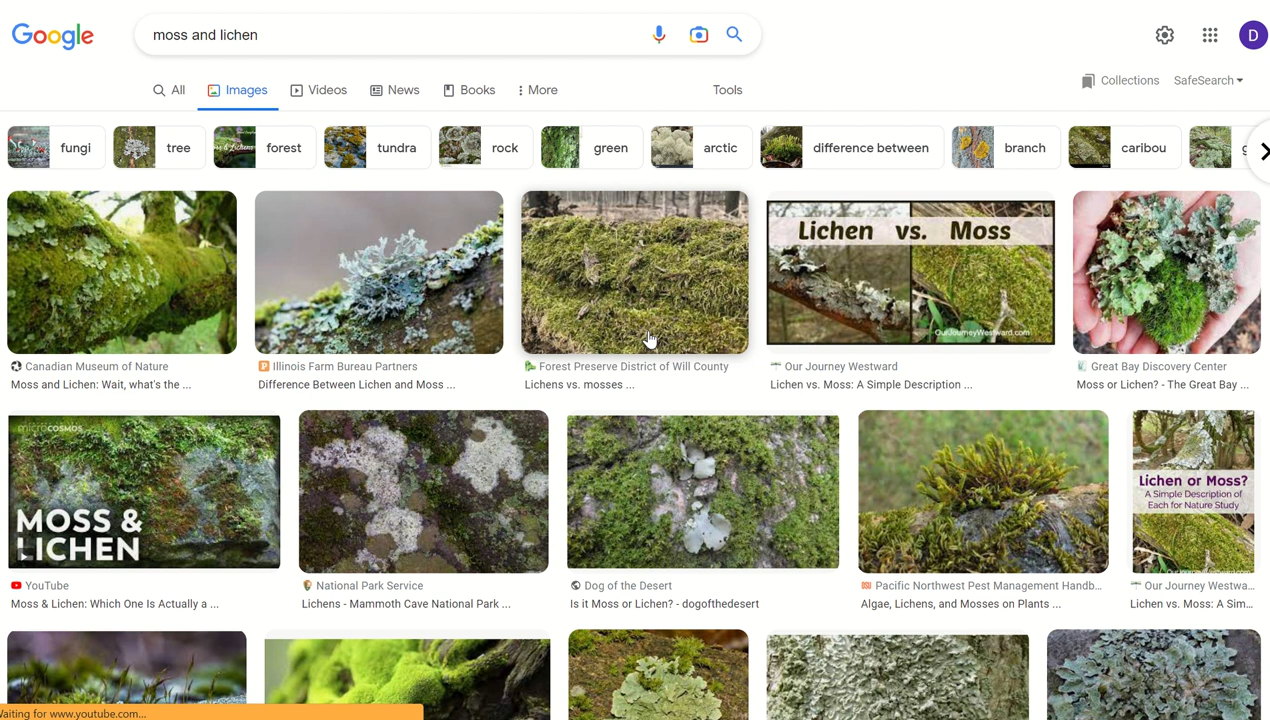 Google
moss and lichen
D
All
Images
Videos
News
Books
More
Tools
Collections
SafeSearch
fungi
tree
forest
tundra
rock
green
arctic
difference between
branch
caribou
g
Lichen vs. Moss
OurJourneyWestward.com
Canadian Museum of Nature
Moss and Lichen: Wait, what's the ...
Illinois Farm Bureau Partners
Difference Between Lichen and Moss ...
Forest Preserve District of Will County
Lichens vs. mosses ...
Our Journey Westward
Lichen vs. Moss: A Simple Description ...
Great Bay Discovery Center
Moss or Lichen? - The Great Bay ...
microcosmos
MOSS &
LICHEN
Lichen or Moss?
A Simple Description of
Each for Nature Study
YouTube
Moss & Lichen: Which One Is Actually a ...
National Park Service
Lichens - Mammoth Cave National Park ...
Dog of the Desert
Is it Moss or Lichen? - dogofthedesert
Pacific Northwest Pest Management Handb...
Algae, Lichens, and Mosses on Plants ...
Our Journey Westwa...
Lichen vs. Moss: A Sim...
Waiting for www.youtube.com...